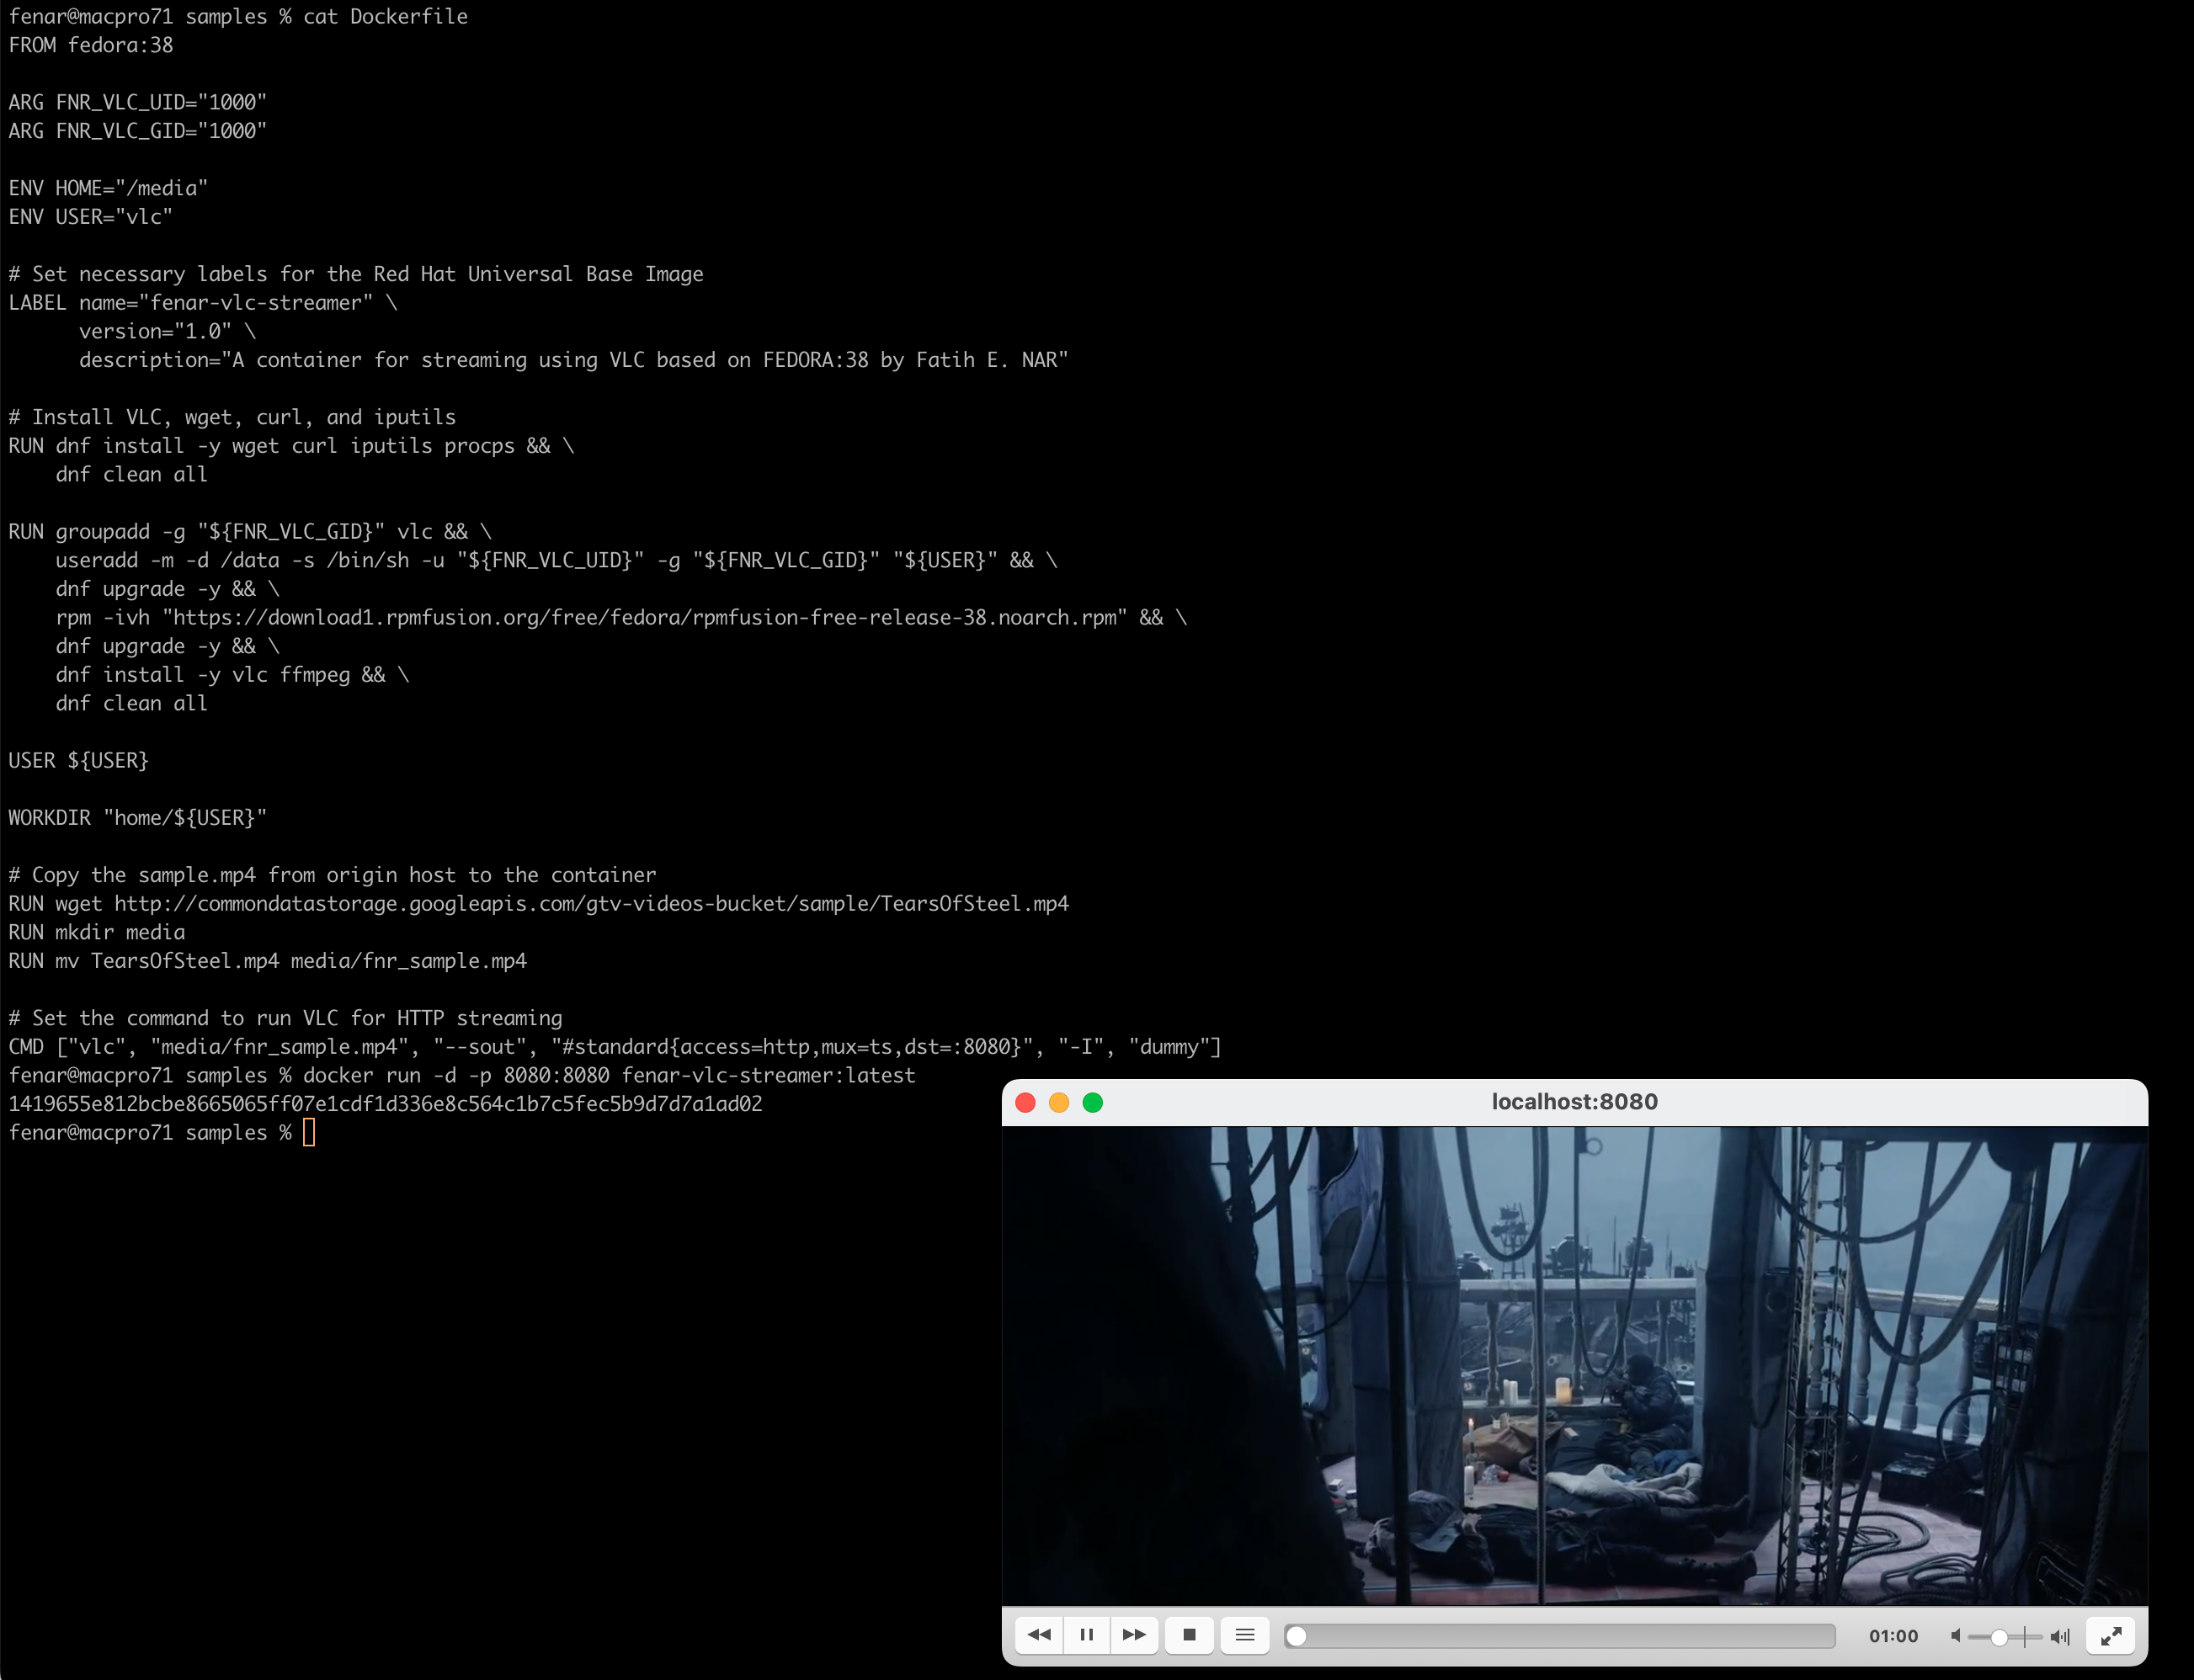 fenar@macpro71 samples % cat Dockerfile
FROM fedora:38
ARG FNR_VLC_UID="1000"
ARG FNR_VLC_GID="1000"
ENV HOME="/media"
ENV USER="vlc"
# Set necessary labels for the Red Hat Universal Base Image
LABEL name="fenar-vlc-streamer" \
      version="1.0" \
      description="A container for streaming using VLC based on FEDORA:38 by Fatih E. NAR"
# Install VLC, wget, curl, and iputils
RUN dnf install -y wget curl iputils procps && \
    dnf clean all
RUN groupadd -g "${FNR_VLC_GID}" vlc && \
    useradd -m -d /data -s /bin/sh -u "${FNR_VLC_UID}" -g "${FNR_VLC_GID}" "${USER}" && \
    dnf upgrade -y && \
    rpm -ivh "https://download1.rpmfusion.org/free/fedora/rpmfusion-free-release-38.noarch.rpm" && \
    dnf upgrade -y && \
    dnf install -y vlc ffmpeg && \
    dnf clean all
USER ${USER}
WORKDIR "home/${USER}"
# Copy the sample.mp4 from origin host to the container
RUN wget http://commondatastorage.googleapis.com/gtv-videos-bucket/sample/TearsOfSteel.mp4
RUN mkdir media
RUN mv TearsOfSteel.mp4 media/fnr_sample.mp4
# Set the command to run VLC for HTTP streaming
CMD ["vlc", "media/fnr_sample.mp4", "--sout", "#standard{access=http,mux=ts,dst=:8080}", "-I", "dummy"]
fenar@macpro71 samples % docker run -d -p 8080:8080 fenar-vlc-streamer:latest
1419655e812bcbe8665065ff07e1cdf1d336e8c564c1b7c5fec5b9d7d7a1ad02
fenar@macpro71 samples %
localhost:8080
01:00